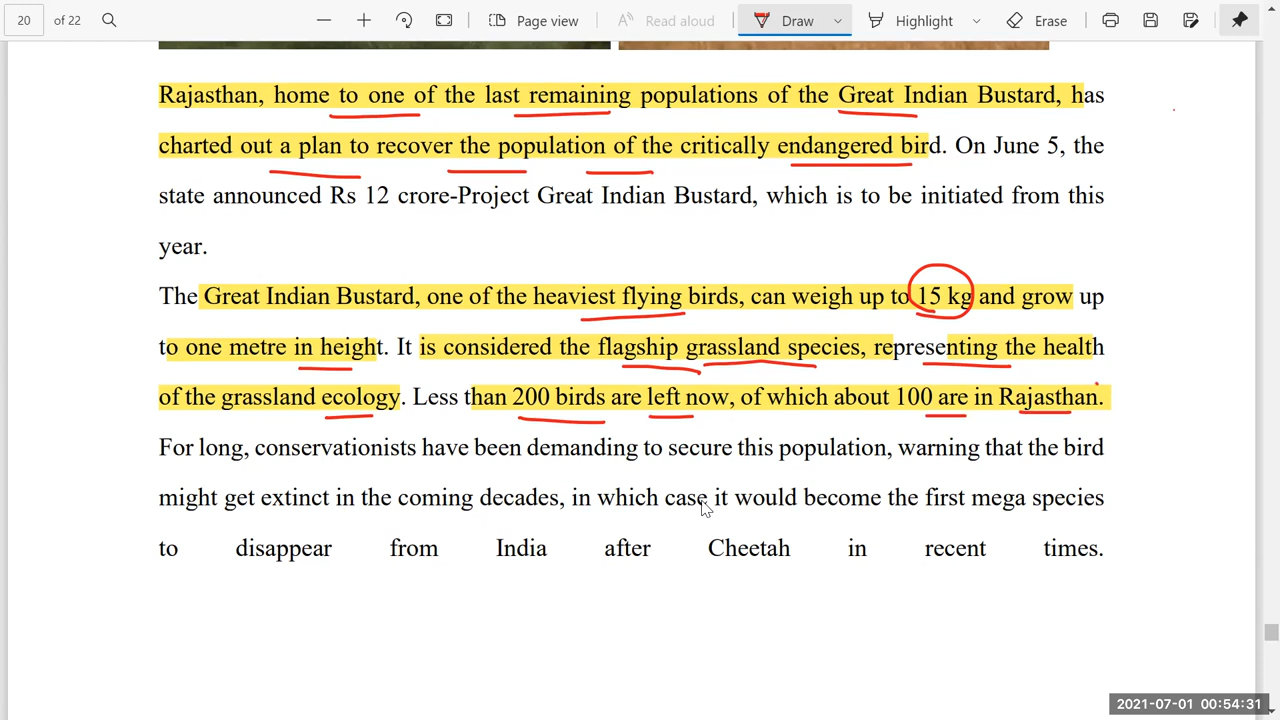 20 of 22 Page view Read aloud Draw Highlight Erase
Rajasthan, home to one of the last remaining populations of the Great Indian Bustard, has
charted out a plan to recover the population of the critically endangered bird. On June 5, the
state announced Rs 12 crore-Project Great Indian Bustard, which is to be initiated from this
year.
The Great Indian Bustard, one of the heaviest flying birds, can weigh up to 15 kg and grow up
to one metre in height. It is considered the flagship grassland species, representing the health
of the grassland ecology. Less than 200 birds are left now, of which about 100 are in Rajasthan.
For long, conservationists have been demanding to secure this population, warning that the bird
might get extinct in the coming decades, in which case it would become the first mega species
to disappear from India after Cheetah in recent times.
2021-07-01 00:54:31